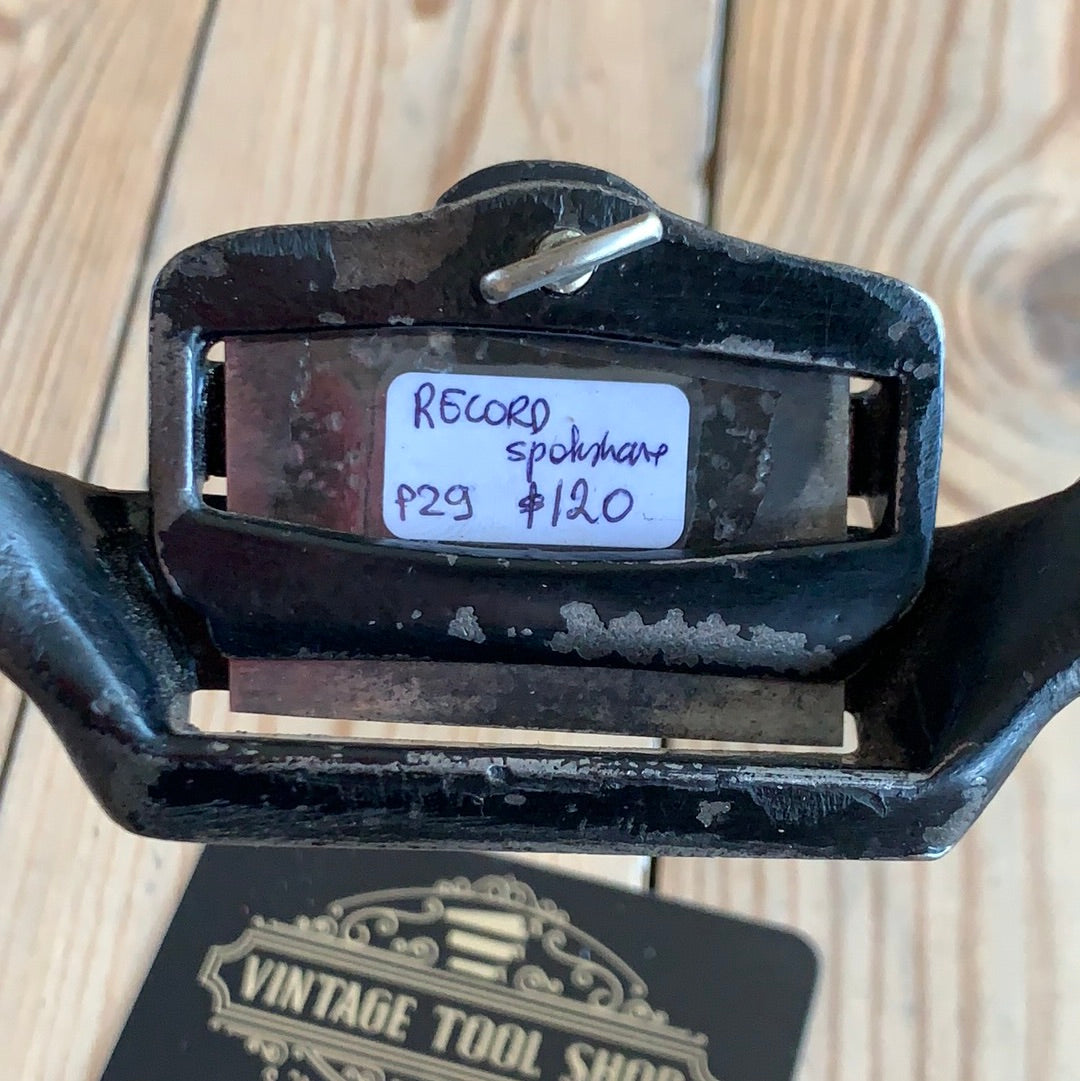 RECORD
spokshave
P29 $120
VINTAGE TOOL SHOP